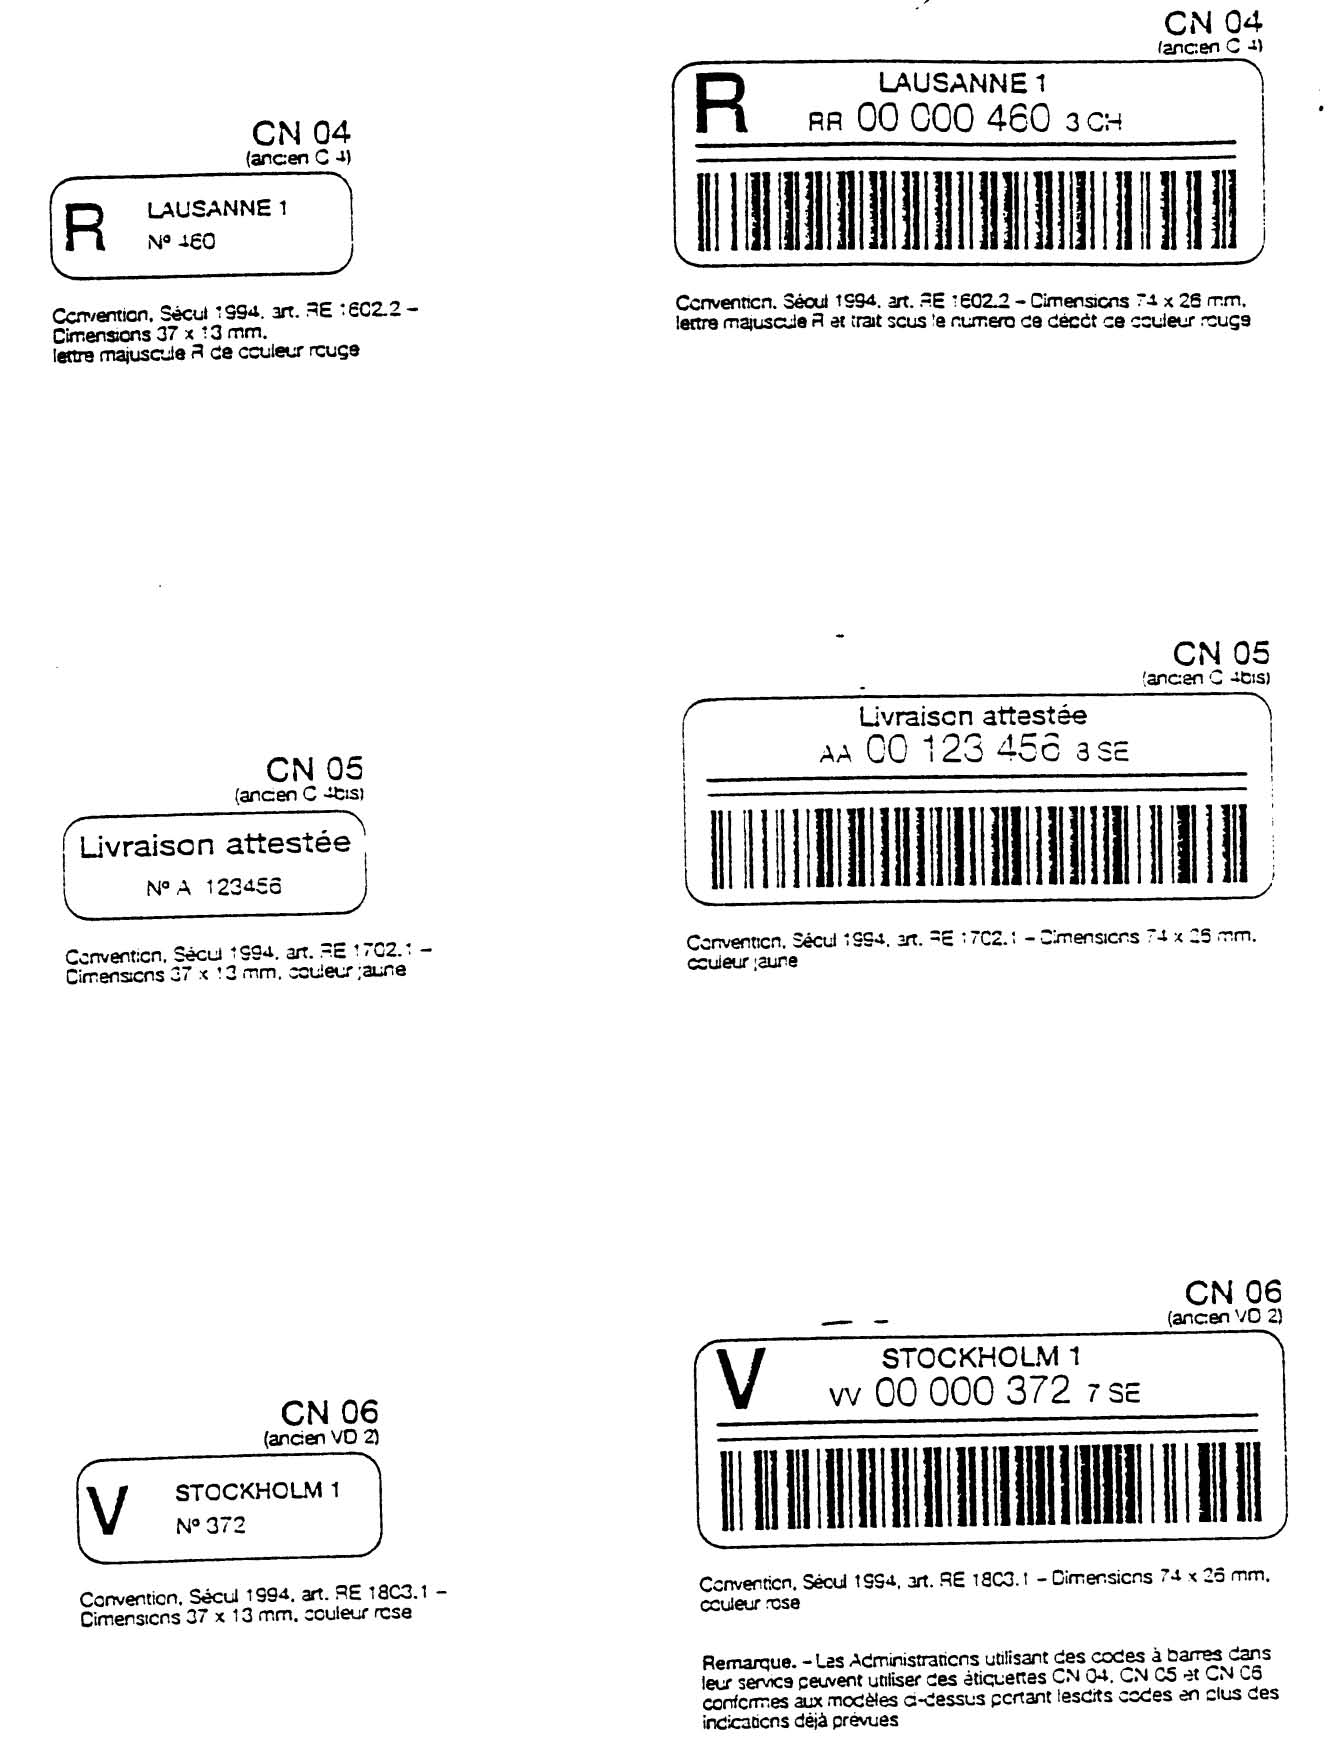 CN 04
(ancien C 4)
R
LAUSANNE 1
RR 00 000 460 3 CH
Convention, Séoul 1994, art. RE 1602.2 – Dimensions 74 x 26 mm,
lettre majuscule R et trait sous le numero de dépôt de couleur rouge
CN 04
(ancien C 4)
R
LAUSANNE 1
Nº 460
Convention, Séoul 1994, art. RE 1602.2 –
Dimensions 37 x 13 mm,
lettre majuscule R de couleur rouge
CN 05
(ancien C 4bis)
Livraison attestée
AA 00 123 456 8 SE
Convention, Séoul 1994, art. RE 1702.1 – Dimensions 74 x 26 mm,
couleur jaune
CN 05
(ancien C 4bis)
Livraison attestée
Nº A 123456
Convention, Séoul 1994, art. RE 1702.1 –
Dimensions 37 x 13 mm, couleur jaune
CN 06
(ancien VD 2)
V
STOCKHOLM 1
VV 00 000 372 7 SE
Convention, Séoul 1994, art. RE 1803.1 – Dimensions 74 x 26 mm,
couleur rose
CN 06
(ancien VD 2)
V
STOCKHOLM 1
Nº 372
Convention, Séoul 1994, art. RE 1803.1 –
Dimensions 37 x 13 mm, couleur rose
Remarque. – Les Administrations utilisant des codes à barres dans
leur service peuvent utiliser des étiquettes CN 04, CN 05 et CN 06
conformes aux modèles ci-dessus portant lesdits codes en plus des
indications déjà prévues